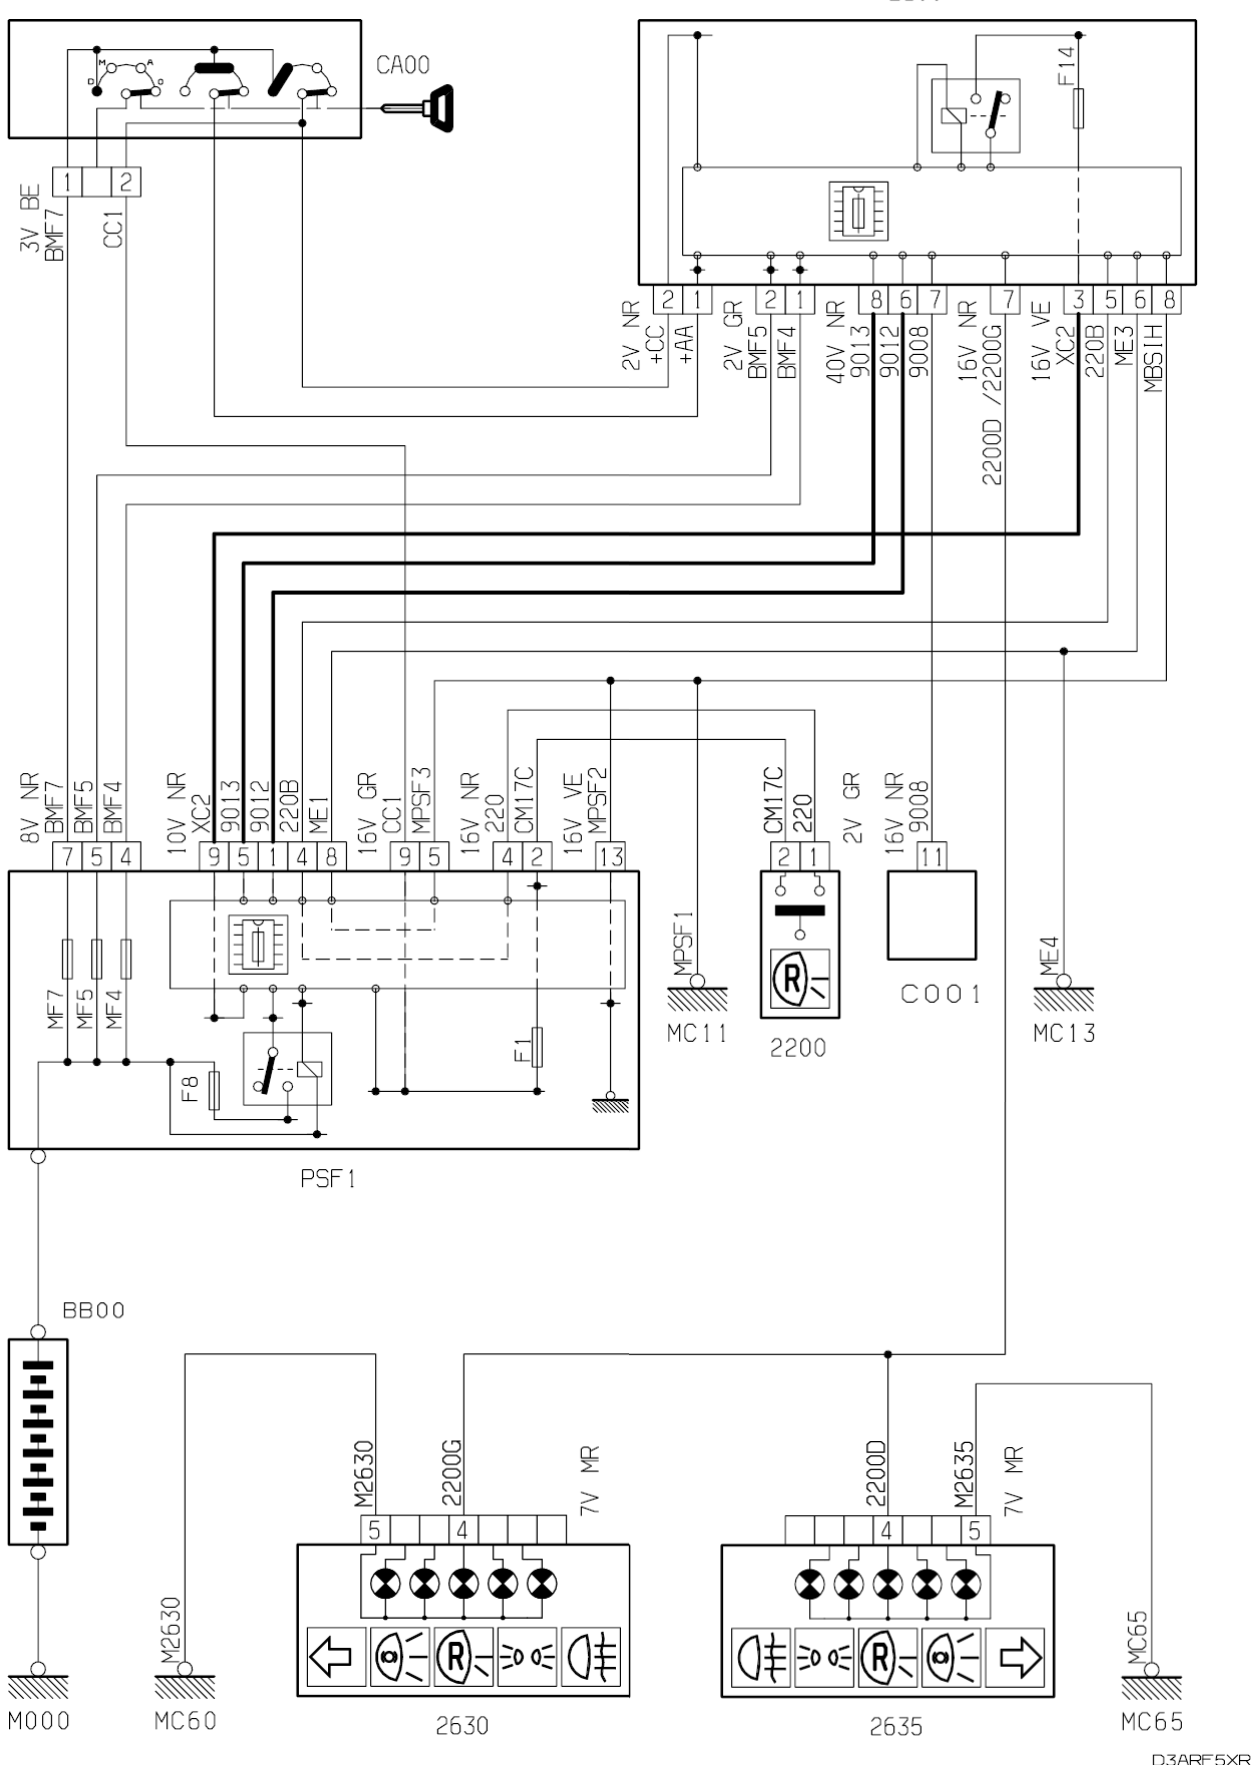 CA00
M
A
D
O
F14
1
2
3V BE
BMF7
CC1
2
1
2
1
8
6
7
7
3
5
6
8
2V NR
+CC
+AA
2V GR
BMF5
BMF4
40V NR
9013
9012
9008
16V NR
2200D /2200G
16V VE
XC2
220B
ME3
MBSIH
8V NR
BMF7
BMF5
BMF4
10V NR
XC2
9013
9012
220B
ME1
16V GR
CC1
MPSF3
16V NR
220
CM17C
16V VE
MPSF2
CM17C
220
2V GR
16V NR
9008
7
5
4
9
5
1
4
8
9
5
4
2
13
2
1
11
MF7
MF5
MF4
F8
F1
MPSF1
MC11
R
2200
C001
ME4
MC13
PSF1
BB00
M000
M2630
MC60
M2630
2200G
7V MR
5
4
R
2630
2200D
M2635
7V MR
4
5
R
2635
MC65
MC65
D3ARF5XR